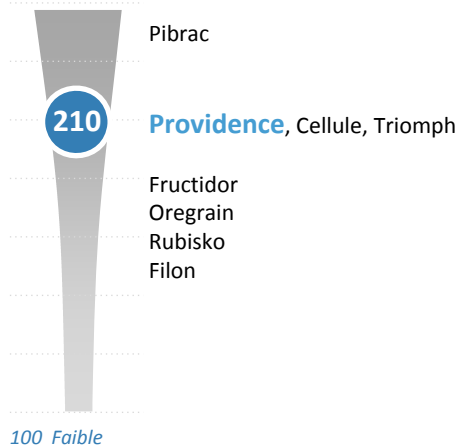 Pibrac
210
Providence, Cellule, Triomph
Fructidor
Oregrain
Rubisko
Filon
100 Faible